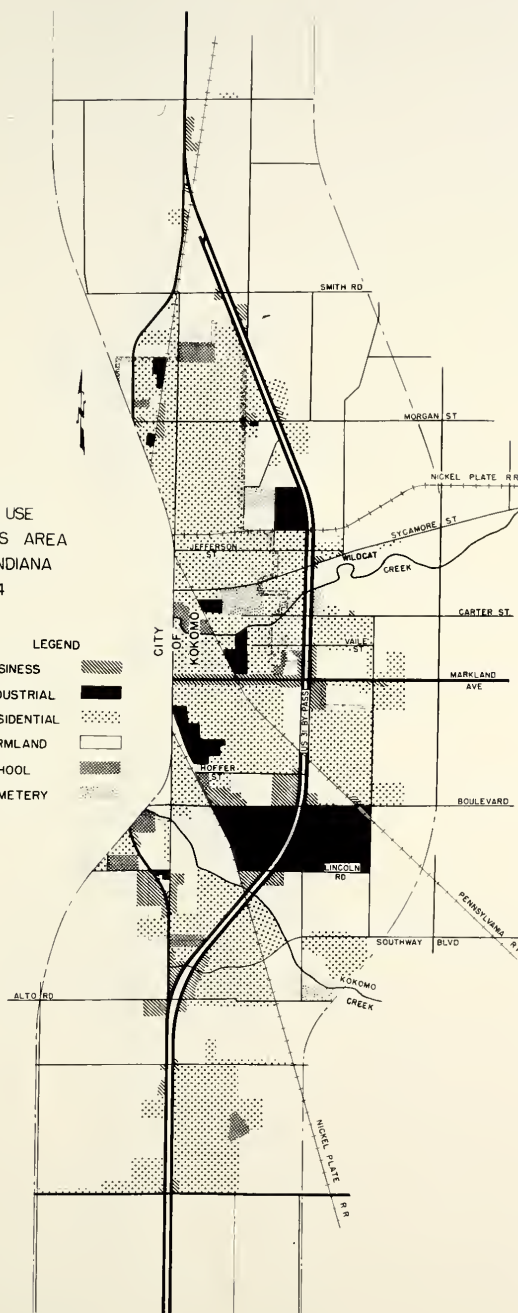 SMITH RD
MORGAN ST
NICKEL PLATE RR
SYCAMORE ST
USE
S AREA
NDIANA
4
JEFFERSON
ST
WILDCAT
CREEK
CARTER ST
CITY
OF
KOKOMO
VAILE
ST
LEGEND
SINESS
DUSTRIAL
SIDENTIAL
RMLAND
HOOL
METERY
MARKLAND
AVE
US 31 BY-PASS
HOFFER
ST
BOULEVARD
LINCOLN
RD
PENNSYLVANIA R
SOUTHWAY BLVD
ALTO RD
KOKOMO
CREEK
NICKEL PLATE
R R